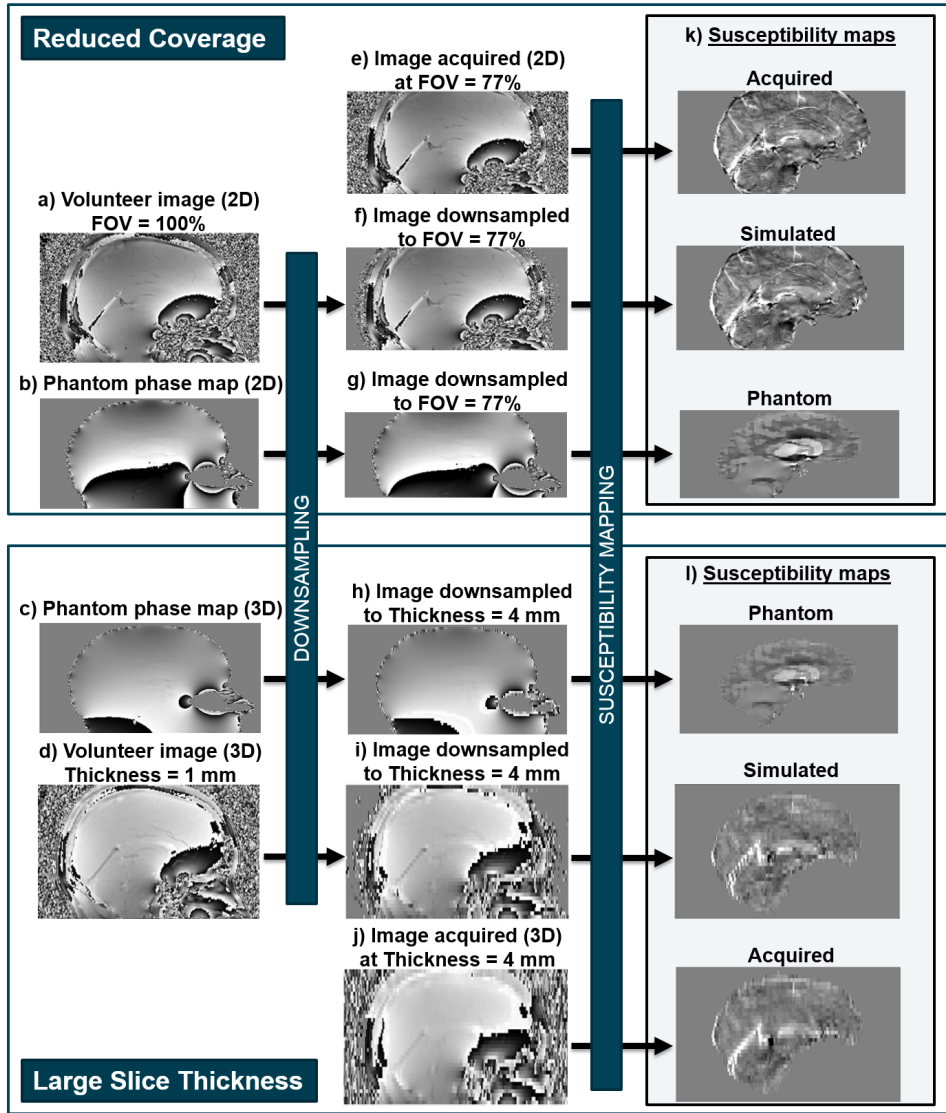 Reduced Coverage
e) Image acquired (2D)
at FOV = 77%
k) Susceptibility maps
Acquired
a) Volunteer image (2D)
FOV = 100%
f) Image downsampled
to FOV = 77%
Simulated
b) Phantom phase map (2D)
g) Image downsampled
to FOV = 77%
Phantom
DOWNSAMPLING
SUSCEPTIBILITY MAPPING
c) Phantom phase map (3D)
h) Image downsampled
to Thickness = 4 mm
l) Susceptibility maps
Phantom
d) Volunteer image (3D)
Thickness = 1 mm
i) Image downsampled
to Thickness = 4 mm
Simulated
j) Image acquired (3D)
at Thickness = 4 mm
Acquired
Large Slice Thickness